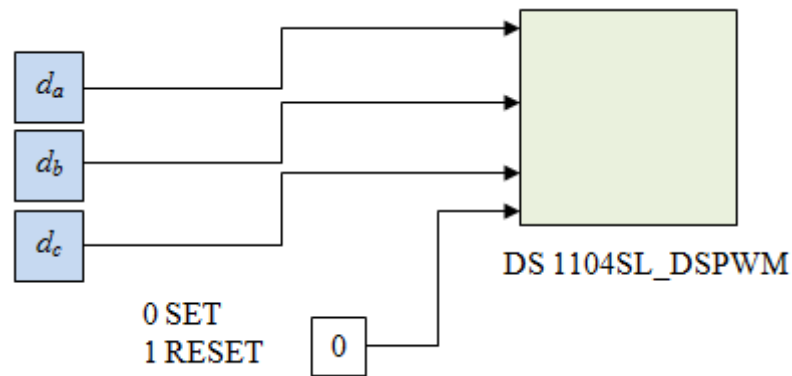 d_a
d_b
d_c
DS 1104SL_DSPWM
0 SET
1 RESET
0